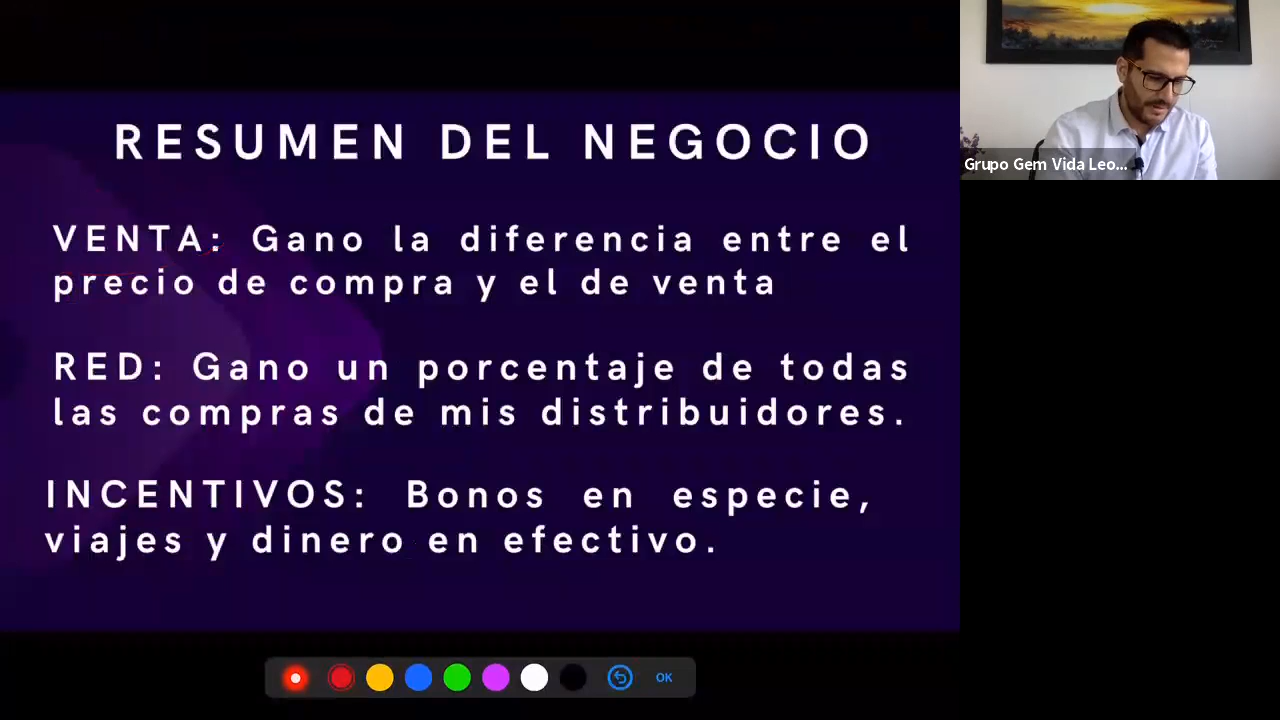 RESUMEN DEL NEGOCIO
VENTA: Gano la diferencia entre el
precio de compra y el de venta
RED: Gano un porcentaje de todas
las compras de mis distribuidores.
INCENTIVOS: Bonos en especie,
viajes y dinero en efectivo.
Grupo Gem Vida Leo...
OK